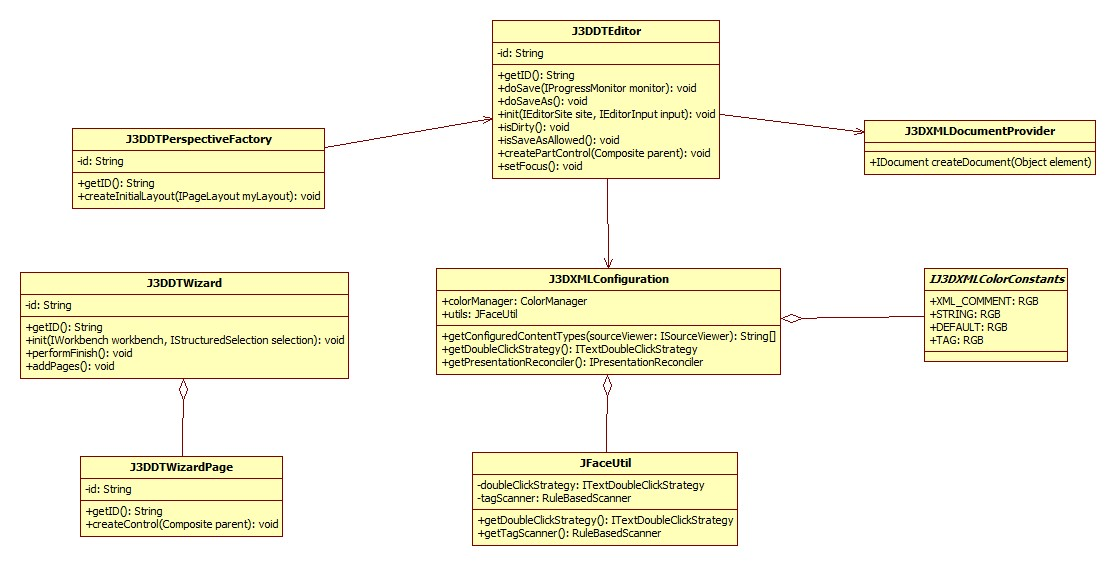 J3DDTEditor
-id: String
+getID(): String
+doSave(IProgressMonitor monitor): void
+doSaveAs(): void
+init(IEditorSite site, IEditorInput input): void
+isDirty(): void
+isSaveAsAllowed(): void
+createPartControl(Composite parent): void
+setFocus(): void
J3DDTPerspectiveFactory
-id: String
+getID(): String
+createInitialLayout(IPageLayout myLayout): void
J3DXMLDocumentProvider
+IDocument createDocument(Object element)
J3DDTWizard
-id: String
+getID(): String
+init(IWorkbench workbench, IStructuredSelection selection): void
+performFinish(): void
+addPages(): void
J3DXMLConfiguration
+colorManager: ColorManager
+utils: JFaceUtil
+getConfiguredContentTypes(sourceViewer: ISourceViewer): String[]
+getDoubleClickStrategy(): ITextDoubleClickStrategy
+getPresentationReconciler(): IPresentationReconciler
IJ3DXMLColorConstants
+XML_COMMENT: RGB
+STRING: RGB
+DEFAULT: RGB
+TAG: RGB
J3DDTWizardPage
-id: String
+getID(): String
+createControl(Composite parent): void
JFaceUtil
-doubleClickStrategy: ITextDoubleClickStrategy
-tagScanner: RuleBasedScanner
+getDoubleClickStrategy(): ITextDoubleClickStrategy
+getTagScanner(): RuleBasedScanner